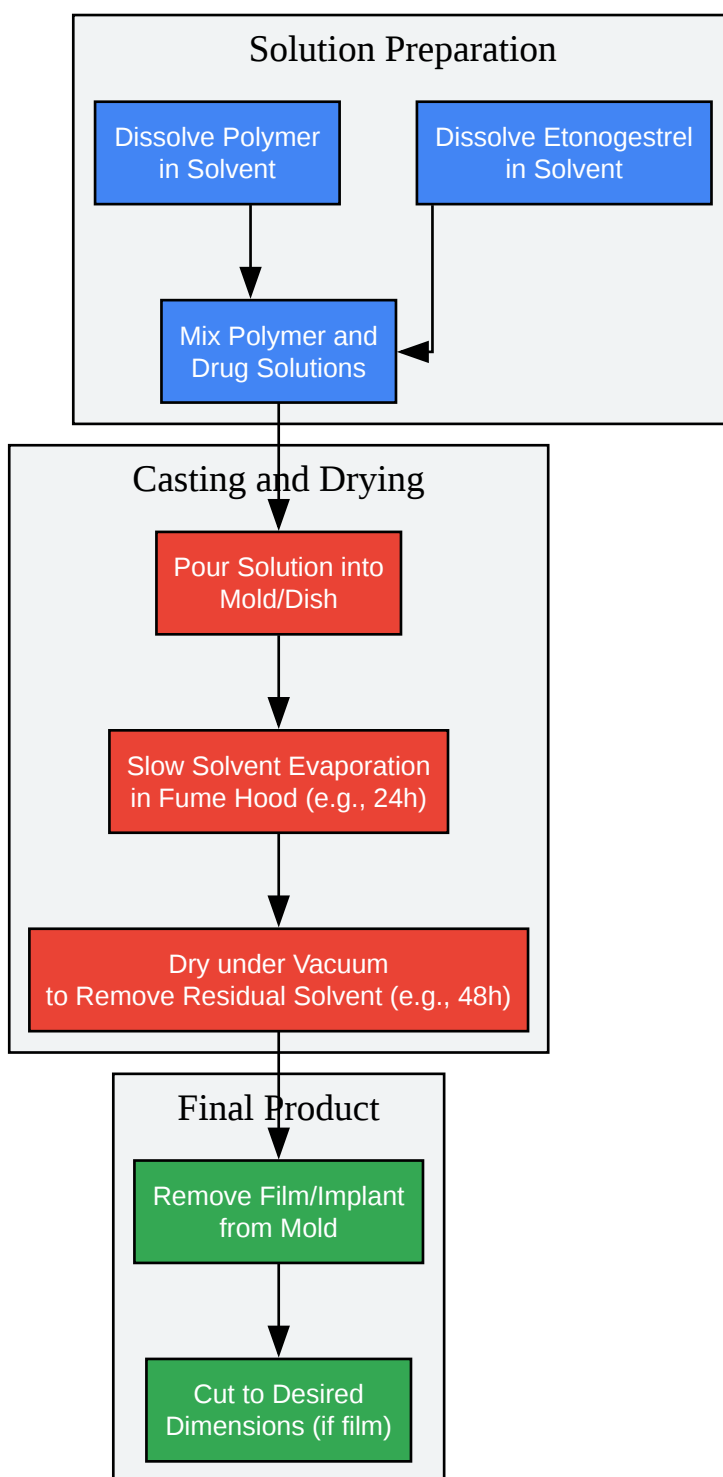 Solution Preparation
Dissolve Polymer
in Solvent
Dissolve Etonogestrel
in Solvent
Mix Polymer and
Drug Solutions
Casting and Drying
Pour Solution into
Mold/Dish
Slow Solvent Evaporation
in Fume Hood (e.g., 24h)
Dry under Vacuum
to Remove Residual Solvent (e.g., 48h)
Final Product
Remove Film/Implant
from Mold
Cut to Desired
Dimensions (if film)